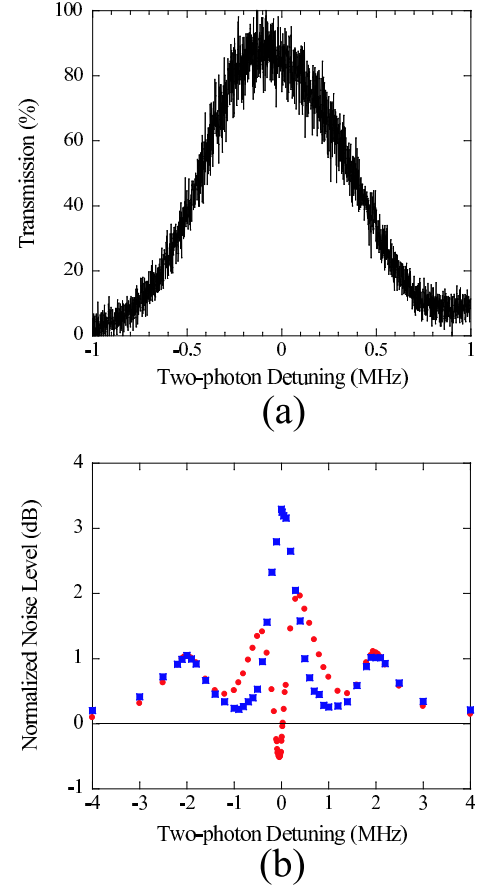 100
80
60
40
20
0
Transmission (%)
-1 -0.5 0 0.5 1
Two-photon Detuning (MHz)
(a)
4
3
2
1
0
-1
Normalized Noise Level (dB)
-4 -3 -2 -1 0 1 2 3 4
Two-photon Detuning (MHz)
(b)